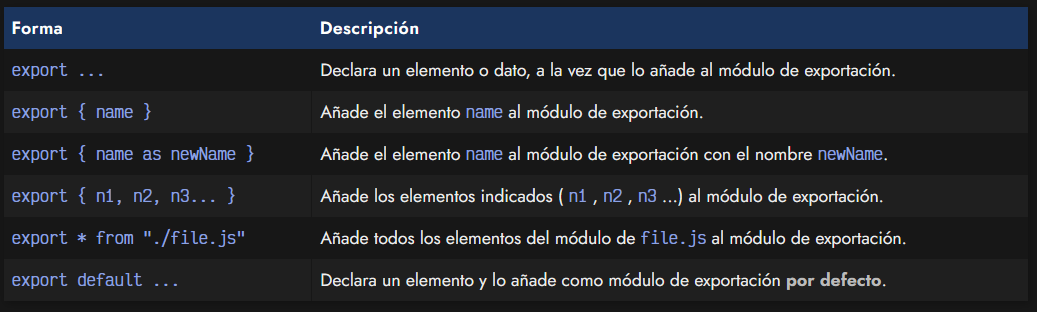 Forma Descripción
export ... Declara un elemento o dato, a la vez que lo añade al módulo de exportación.
export { name } Añade el elemento name al módulo de exportación.
export { name as newName } Añade el elemento name al módulo de exportación con el nombre newName.
export { n1, n2, n3... } Añade los elementos indicados ( n1 , n2 , n3 ...) al módulo de exportación.
export * from "./file.js" Añade todos los elementos del módulo de file.js al módulo de exportación.
export default ... Declara un elemento y lo añade como módulo de exportación por defecto.